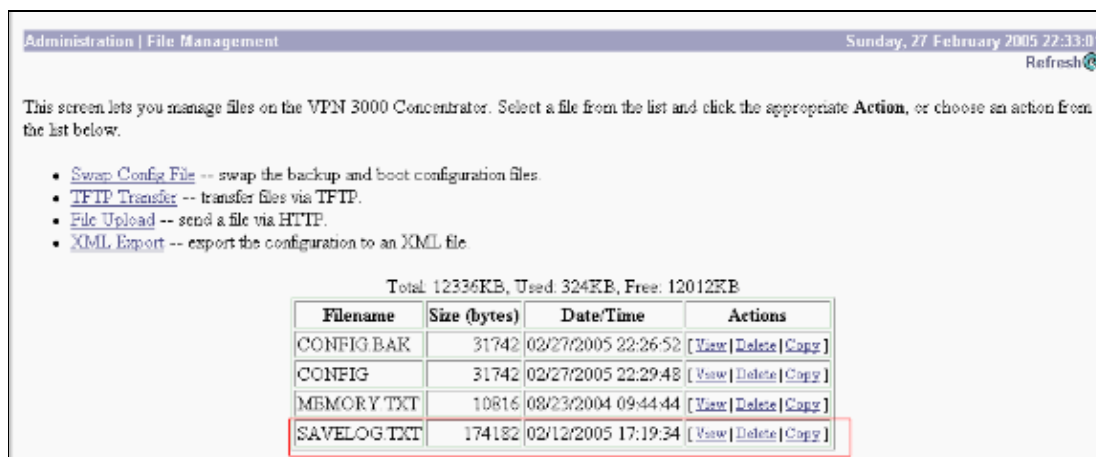 Administration | File Management
Sunday, 27 February 2005 22:33:0
Refresh
This screen lets you manage files on the VPN 3000 Concentrator. Select a file from the list and click the appropriate Action, or choose an action from
the list below.
• Swap Config File -- swap the backup and boot configuration files.
• TFTP Transfer -- transfer files via TFTP.
• File Upload -- send a file via HTTP.
• XML Export -- export the configuration to an XML file.
Total: 12336KB, Used: 324KB, Free: 12012KB
Filename Size (bytes) Date/Time Actions
CONFIG.BAK 31742 02/27/2005 22:26:52 [ View | Delete | Copy ]
CONFIG 31742 02/27/2005 22:29:48 [ View | Delete | Copy ]
MEMORY.TXT 10816 08/23/2004 09:44:44 [ View | Delete | Copy ]
SAVELOG.TXT 174182 02/12/2005 17:19:34 [ View | Delete | Copy ]